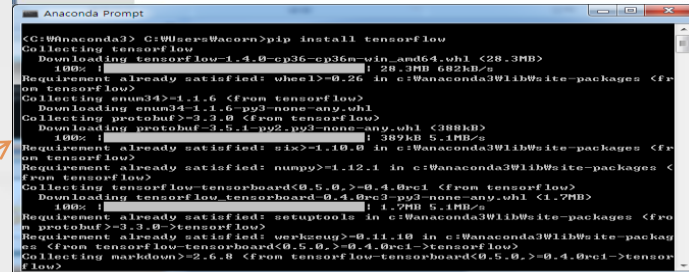 Anaconda Prompt
<C:₩Anaconda3> C:₩Users₩acorn>pip install tensorflow
Collecting tensorflow
Downloading tensorflow-1.4.0-cp36-cp36m-win_amd64.whl <28.3MB>
100% |                                | 28.3MB 682kB/s
Requirement already satisfied: wheel>=0.26 in c:₩anaconda3₩lib₩site-packages <fr
om tensorflow>
Collecting enum34>=1.1.6 <from tensorflow>
Downloading enum34-1.1.6-py3-none-any.whl
Collecting protobuf>=3.3.0 <from tensorflow>
Downloading protobuf-3.5.1-py2.py3-none-any.whl <388kB>
100% |                                | 389kB 5.1MB/s
Requirement already satisfied: six>=1.10.0 in c:₩anaconda3₩lib₩site-packages <fr
om tensorflow>
Requirement already satisfied: numpy>=1.12.1 in c:₩anaconda3₩lib₩site-packages <
from tensorflow>
Collecting tensorflow-tensorboard<0.5.0,>=0.4.0rc1 <from tensorflow>
Downloading tensorflow_tensorboard-0.4.0rc3-py3-none-any.whl <1.7MB>
100% |                                | 1.7MB 5.1MB/s
Requirement already satisfied: setuptools in c:₩anaconda3₩lib₩site-packages <fro
m protobuf>=3.3.0->tensorflow>
Requirement already satisfied: werkzeug>=0.11.10 in c:₩anaconda3₩lib₩site-packag
es <from tensorflow-tensorboard<0.5.0,>=0.4.0rc1->tensorflow>
Collecting markdown>=2.6.8 <from tensorflow-tensorboard<0.5.0,>=0.4.0rc1->tensor
flow>